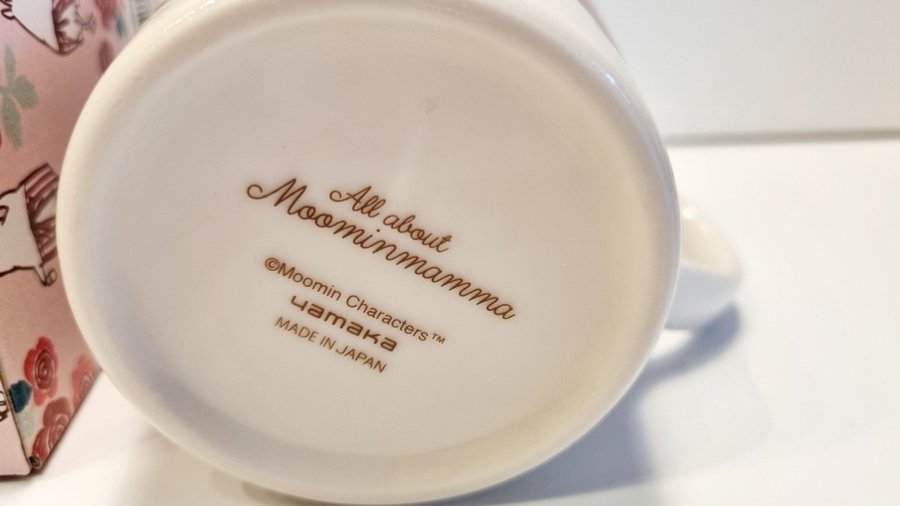 All about
Moominmamma
©Moomin Characters™
yamaka
MADE IN JAPAN